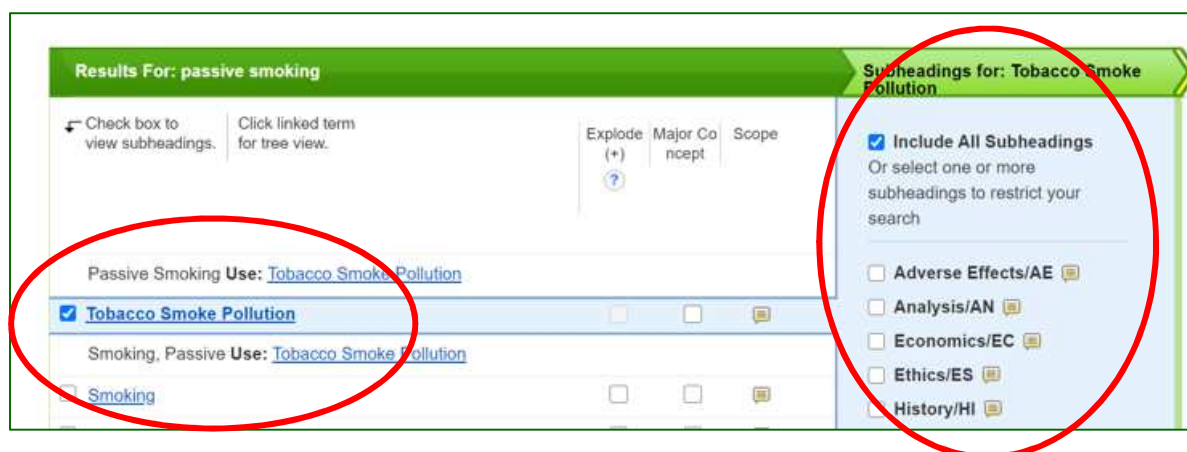 Results For: passive smoking
Subheadings for: Tobacco Smoke
Pollution
Check box to
view subheadings.
Click linked term
for tree view.
Explode
(+)
?
Major Co
ncept
Scope
Include All Subheadings
Or select one or more
subheadings to restrict your
search
Passive Smoking Use: Tobacco Smoke Pollution
Tobacco Smoke Pollution
Smoking, Passive Use: Tobacco Smoke Pollution
Smoking
Adverse Effects/AE
Analysis/AN
Economics/EC
Ethics/ES
History/HI